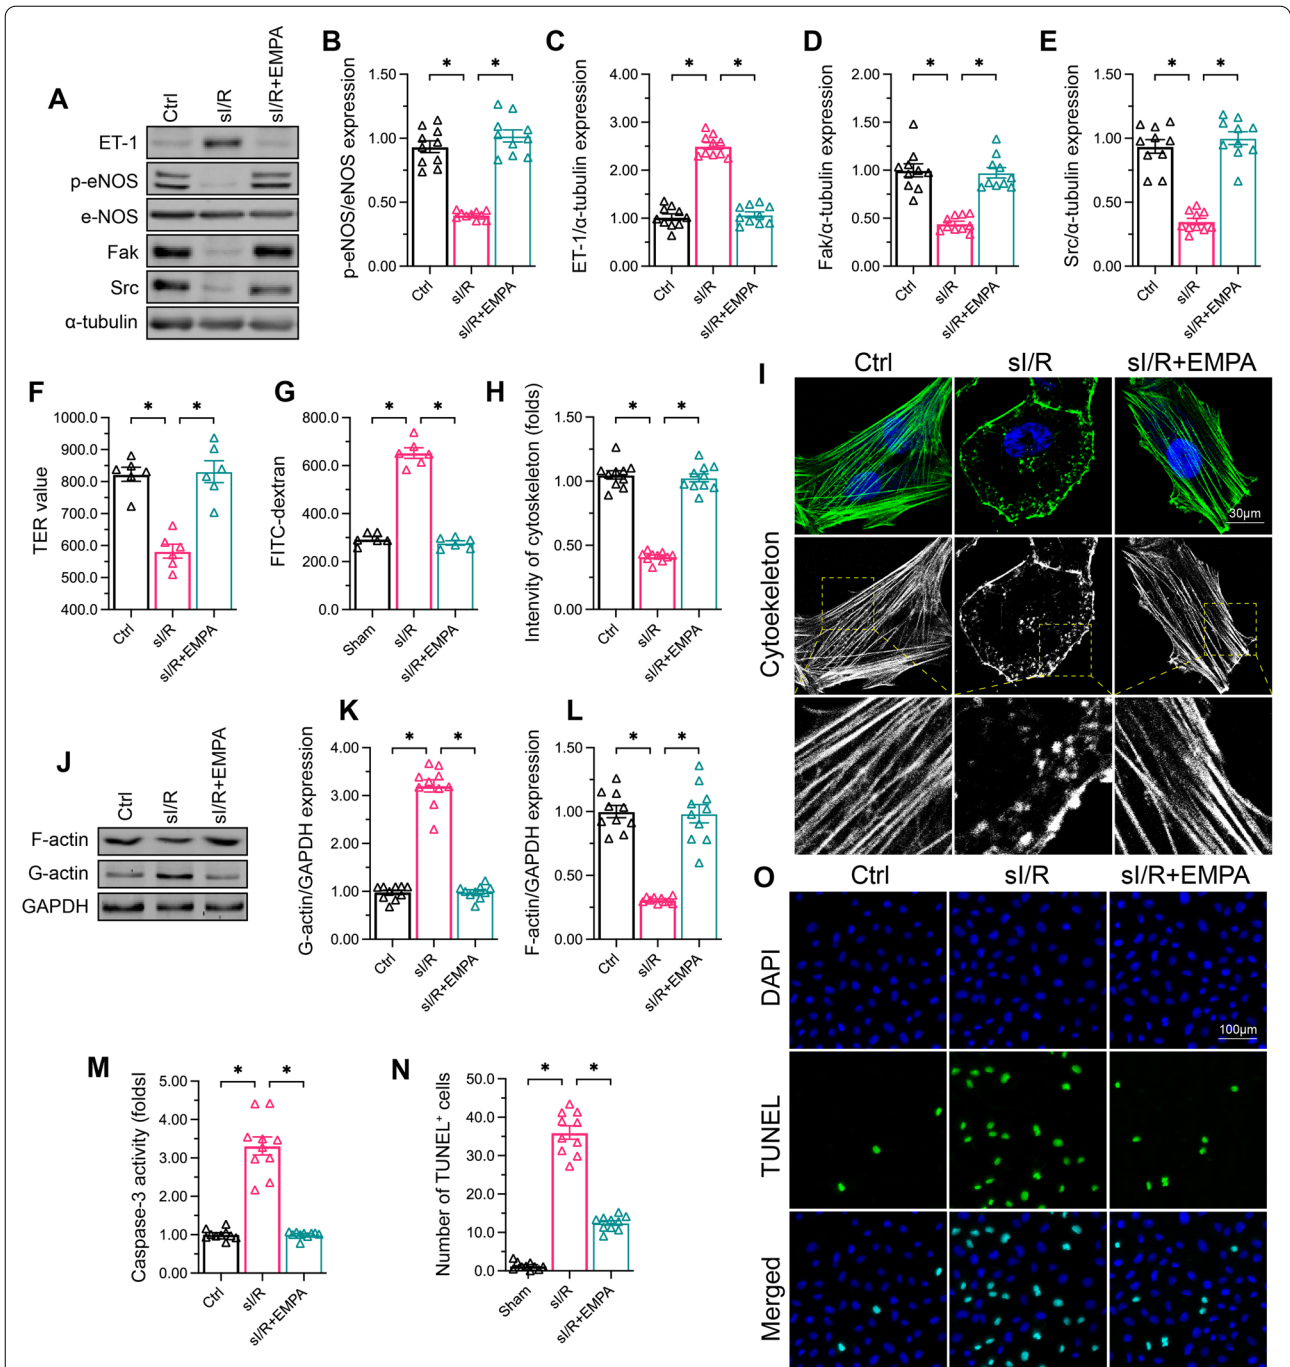 A
Ctrl
sI/R
sI/R+EMPA
ET-1
p-eNOS
e-NOS
Fak
Src
α-tubulin
B
p-eNOS/eNOS expression
1.50
1.00
0.50
0.00
*
*
Ctrl
sI/R
sI/R+EMPA
C
ET-1/α-tubulin expression
4.00
3.00
2.00
1.00
0.00
*
*
Ctrl
sI/R
sI/R+EMPA
D
Fak/α-tubulin expression
2.00
1.50
1.00
0.50
0.00
*
*
Ctrl
sI/R
sI/R+EMPA
E
Src/α-tubulin expression
1.50
1.00
0.50
0.00
*
*
Ctrl
sI/R
sI/R+EMPA
F
TER value
1000.0
900.0
800.0
700.0
600.0
500.0
400.0
*
*
Ctrl
sI/R
sI/R+EMPA
G
FITC-dextran
800.0
600.0
400.0
200.0
0.0
*
*
Sham
sI/R
sI/R+EMPA
H
Intenvity of cytoskeleton (folds)
1.50
1.00
0.50
0.00
*
*
Ctrl
sI/R
sI/R+EMPA
I
Ctrl
sI/R
sI/R+EMPA
30μm
Cytoekeleton
J
Ctrl
sI/R
sI/R+EMPA
F-actin
G-actin
GAPDH
K
G-actin/GAPDH expression
4.00
3.00
2.00
1.00
0.00
*
*
Ctrl
sI/R
sI/R+EMPA
L
F-actin/GAPDH expression
1.50
1.00
0.50
0.00
*
*
Ctrl
sI/R
sI/R+EMPA
M
Caspase-3 activity (foldsl
5.00
4.00
3.00
2.00
1.00
0.00
*
*
Ctrl
sI/R
sI/R+EMPA
N
Number of TUNEL⁺ cells
50.0
40.0
30.0
20.0
10.0
0.0
*
*
Sham
sI/R
sI/R+EMPA
O
Ctrl
sI/R
sI/R+EMPA
DAPI
100μm
TUNEL
Merged